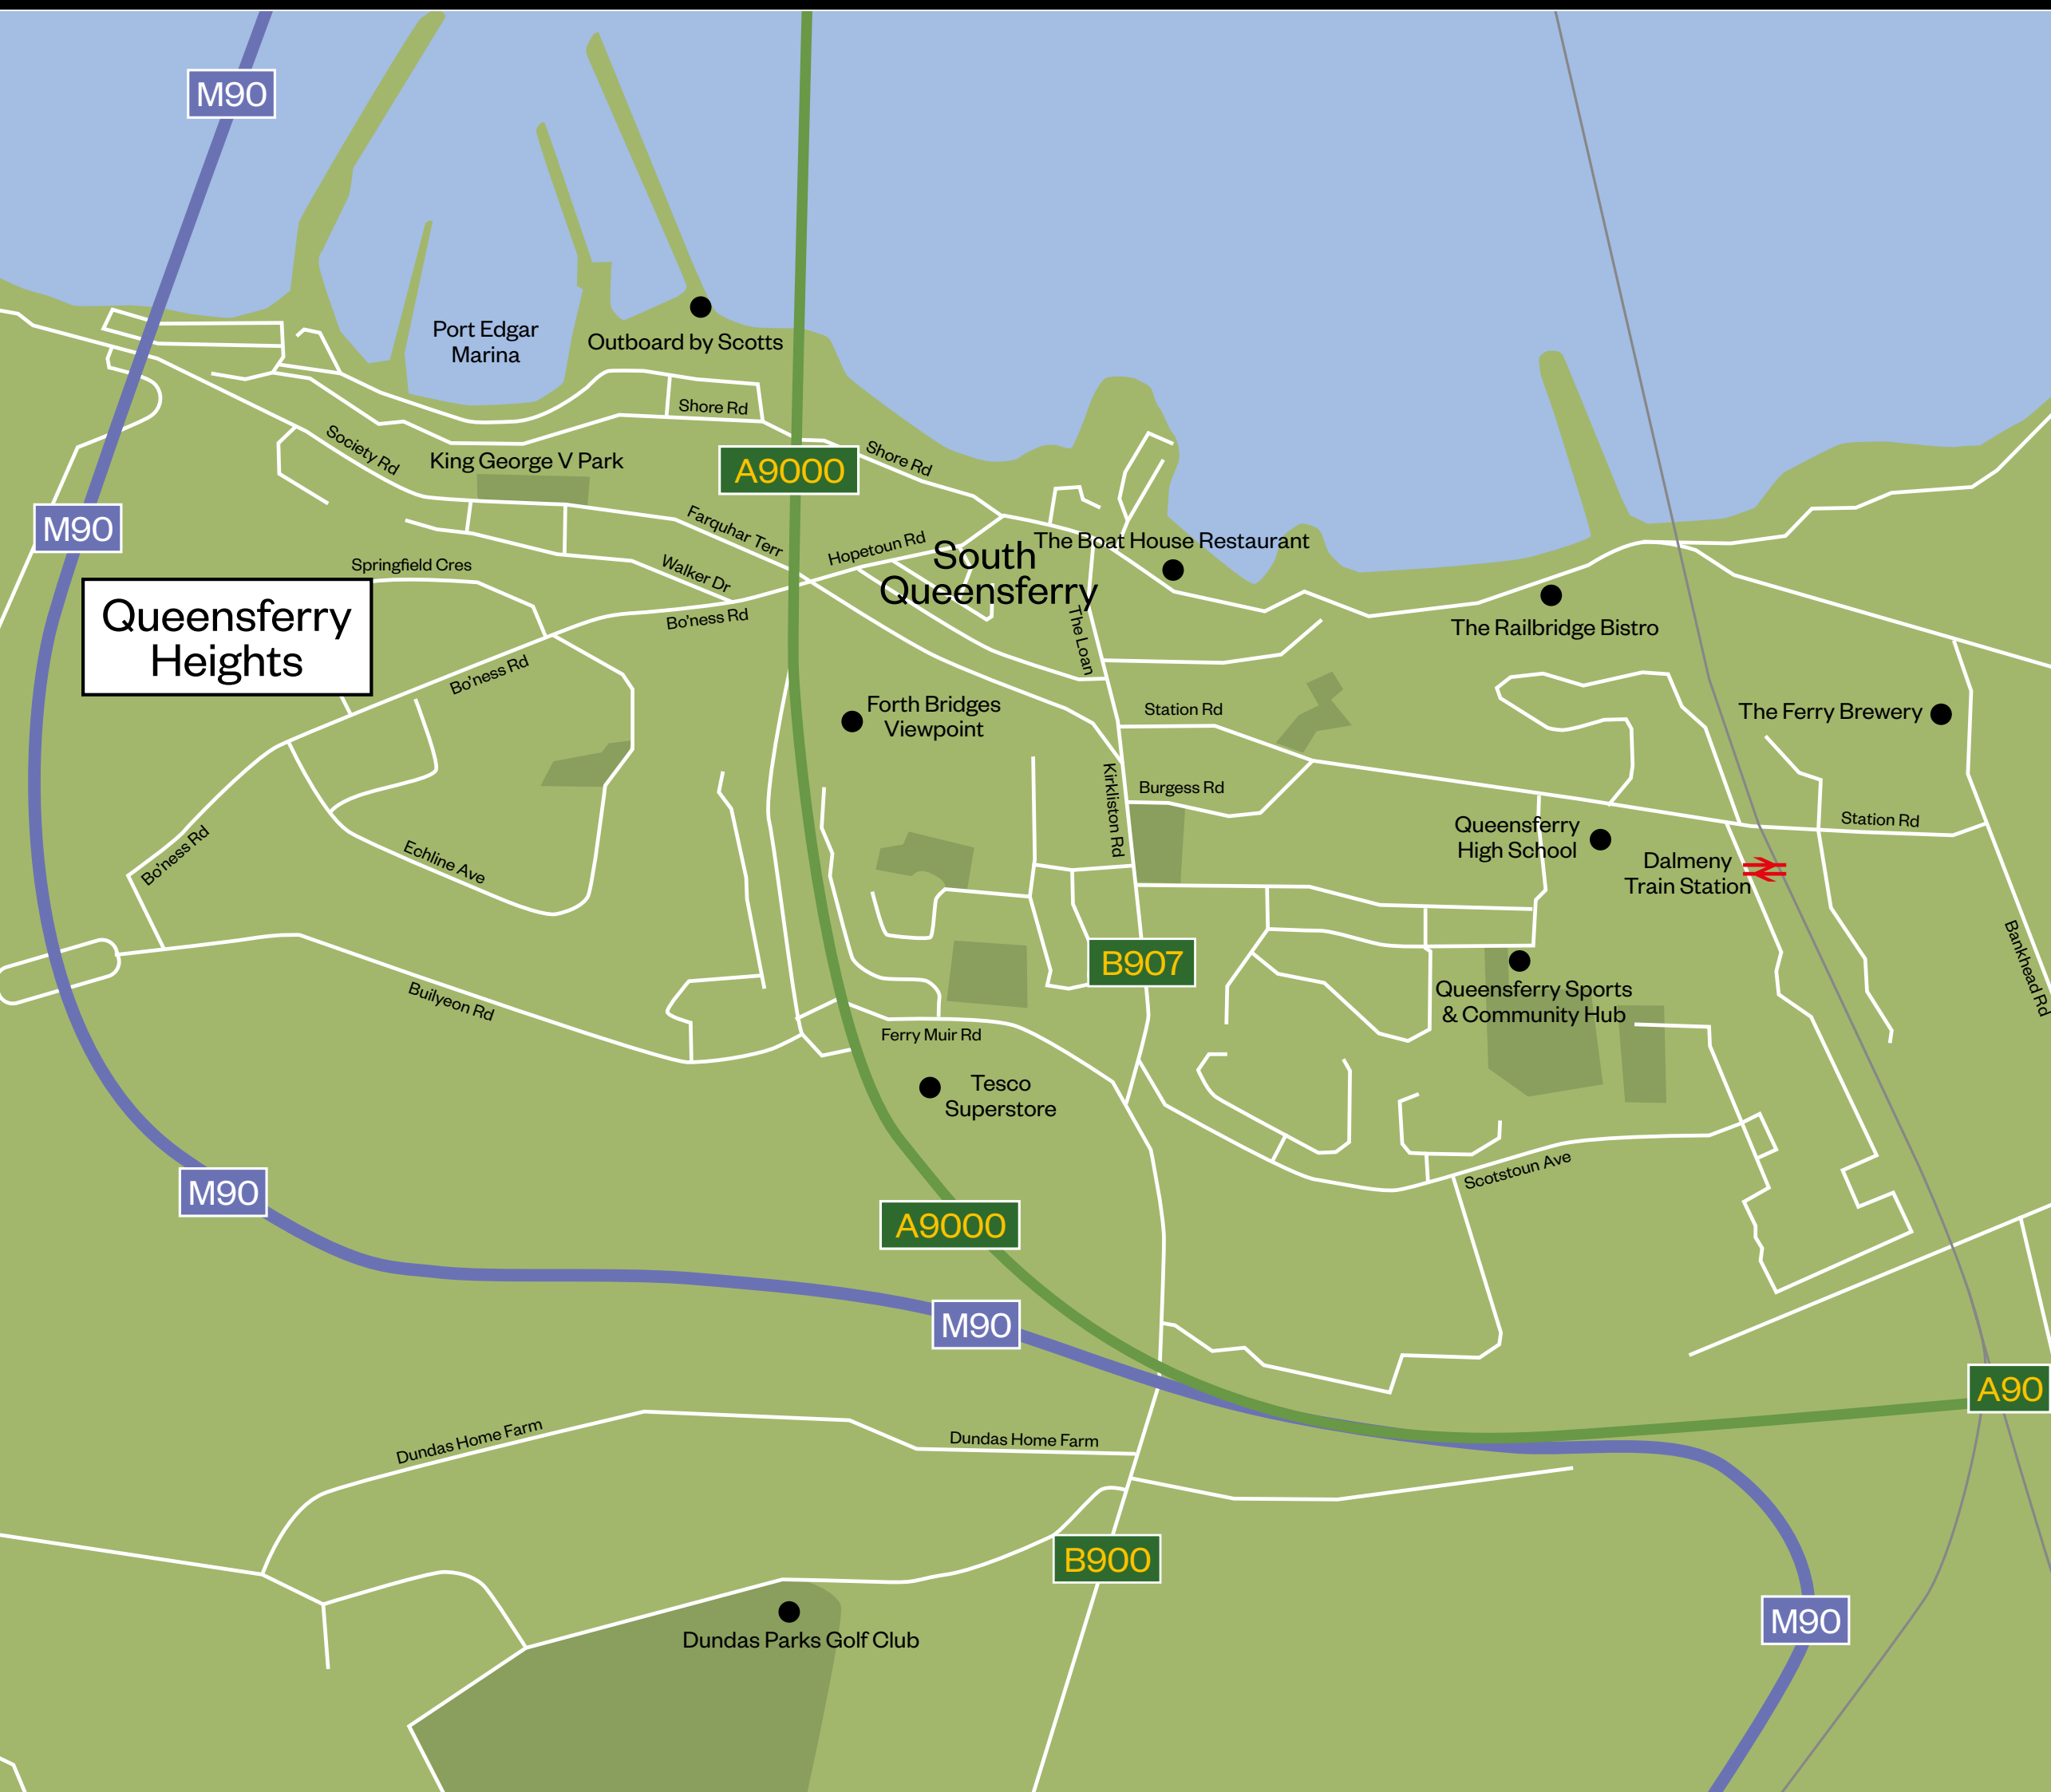 M90
Port Edgar
Marina
Outboard by Scotts
Shore Rd
Society Rd
King George V Park
A9000
Shore Rd
M90
Farquhar Terr
Hopetoun Rd
The Boat House Restaurant
South
Queensferry
Springfield Cres
Walker Dr
Bo'ness Rd
Queensferry
Heights
The Loan
The Railbridge Bistro
Bo'ness Rd
Forth Bridges
Viewpoint
Station Rd
The Ferry Brewery
Kirkliston Rd
Burgess Rd
Station Rd
Queensferry
High School
Dalmeny
Train Station
Bo'ness Rd
Echline Ave
B907
Bankhead Rd
Builyeon Rd
Queensferry Sports
& Community Hub
Ferry Muir Rd
Tesco
Superstore
Scotstoun Ave
M90
A9000
M90
A90
Dundas Home Farm
Dundas Home Farm
B900
M90
Dundas Parks Golf Club